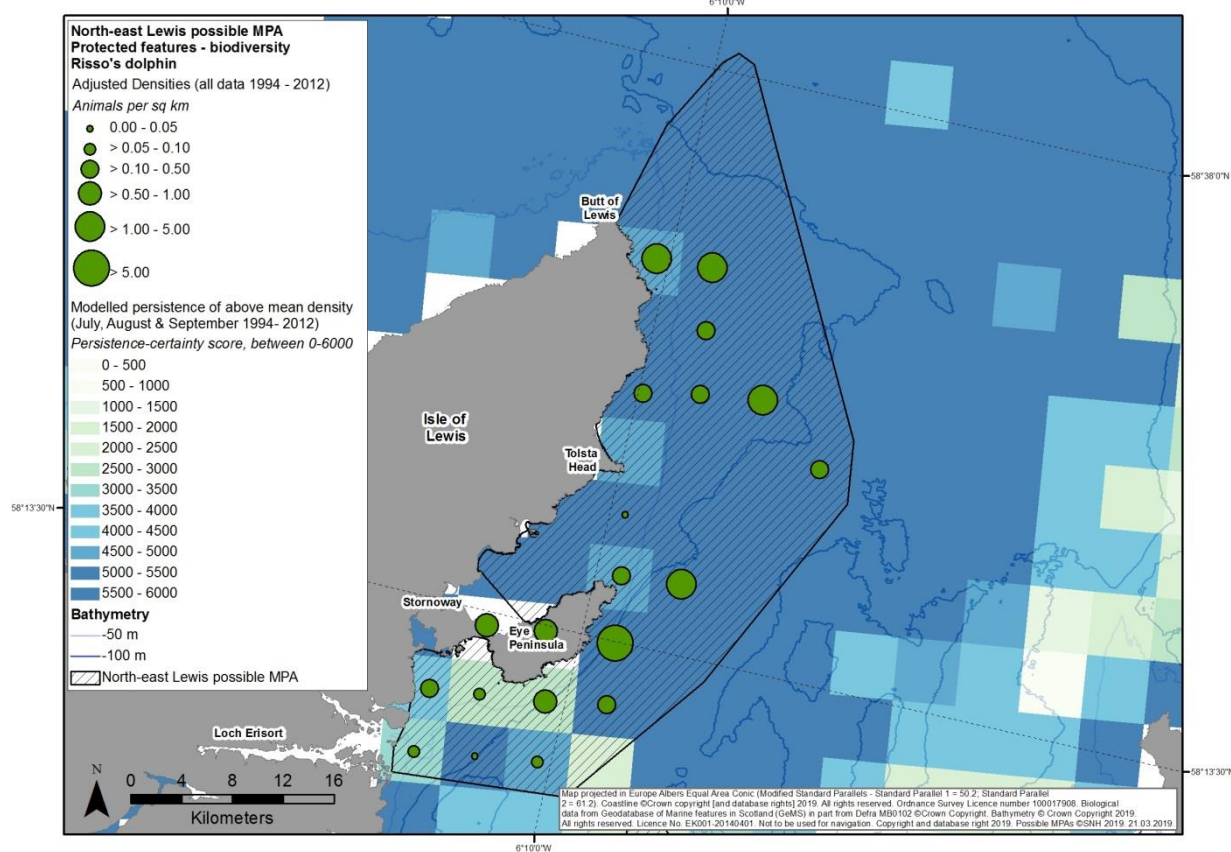 6°10'0"W
North-east Lewis possible MPA
Protected features - biodiversity
Risso's dolphin
Adjusted Densities (all data 1994 - 2012)
Animals per sq km
0.00 - 0.05
> 0.05 - 0.10
> 0.10 - 0.50
> 0.50 - 1.00
> 1.00 - 5.00
> 5.00
Modelled persistence of above mean density
(July, August & September 1994- 2012)
Persistence-certainty score, between 0-6000
0 - 500
500 - 1000
1000 - 1500
1500 - 2000
2000 - 2500
2500 - 3000
3000 - 3500
3500 - 4000
4000 - 4500
4500 - 5000
5000 - 5500
5500 - 6000
Bathymetry
-50 m
-100 m
North-east Lewis possible MPA
58°38'0"N
Butt of
Lewis
Isle of
Lewis
Tolsta
Head
58°13'30"N
Stornoway
Eye
Peninsula
Loch Erisort
58°13'30"N
N
0 4 8 12 16
Kilometers
Map projected in Europe Albers Equal Area Conic (Modified Standard Parallels - Standard Parallel 1 = 50.2; Standard Parallel
2 = 61.2). Coastline ©Crown copyright [and database rights] 2019. All rights reserved. Ordnance Survey Licence number 100017908. Biological
data from Geodatabase of Marine features in Scotland (GeMS) in part from Defra MB0102 ©Crown Copyright. Bathymetry © Crown Copyright 2019.
All rights reserved. Licence No. EK001-20140401. Not to be used for navigation. Copyright and database right 2019. Possible MPAs ©SNH 2019. 21.03.2019.
6°10'0"W